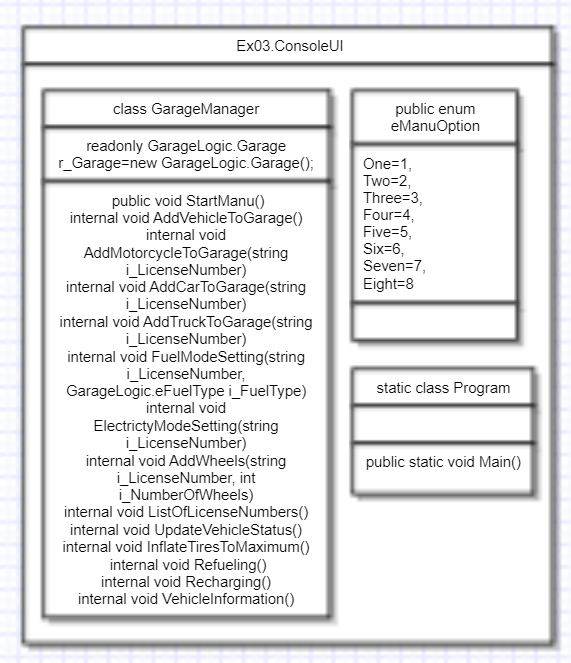 Ex03.ConsoleUI
class GarageManager
readonly GarageLogic.Garage
r_Garage=new GarageLogic.Garage();
public void StartManu()
internal void AddVehicleToGarage()
internal void
AddMotorcycleToGarage(string
i_LicenseNumber)
internal void AddCarToGarage(string
i_LicenseNumber)
internal void AddTruckToGarage(string
i_LicenseNumber)
internal void FuelModeSetting(string
i_LicenseNumber,
GarageLogic.eFuelType i_FuelType)
internal void
ElectrictyModeSetting(string
i_LicenseNumber)
internal void AddWheels(string
i_LicenseNumber, int
i_NumberOfWheels)
internal void ListOfLicenseNumbers()
internal void UpdateVehicleStatus()
internal void InflateTiresToMaximum()
internal void Refueling()
internal void Recharging()
internal void VehicleInformation()
public enum
eManuOption
One=1,
Two=2,
Three=3,
Four=4,
Five=5,
Six=6,
Seven=7,
Eight=8
static class Program
public static void Main()